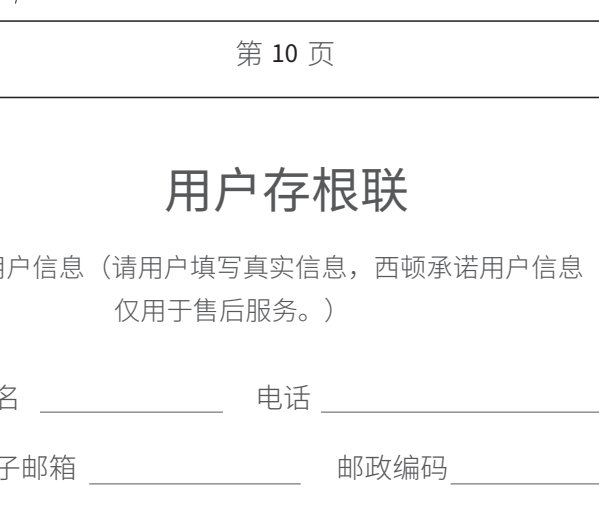 第 10 页
用户存根联
用户信息（请用户填写真实信息，西顿承诺用户信息
仅用于售后服务。）
名 电话
子邮箱 邮政编码